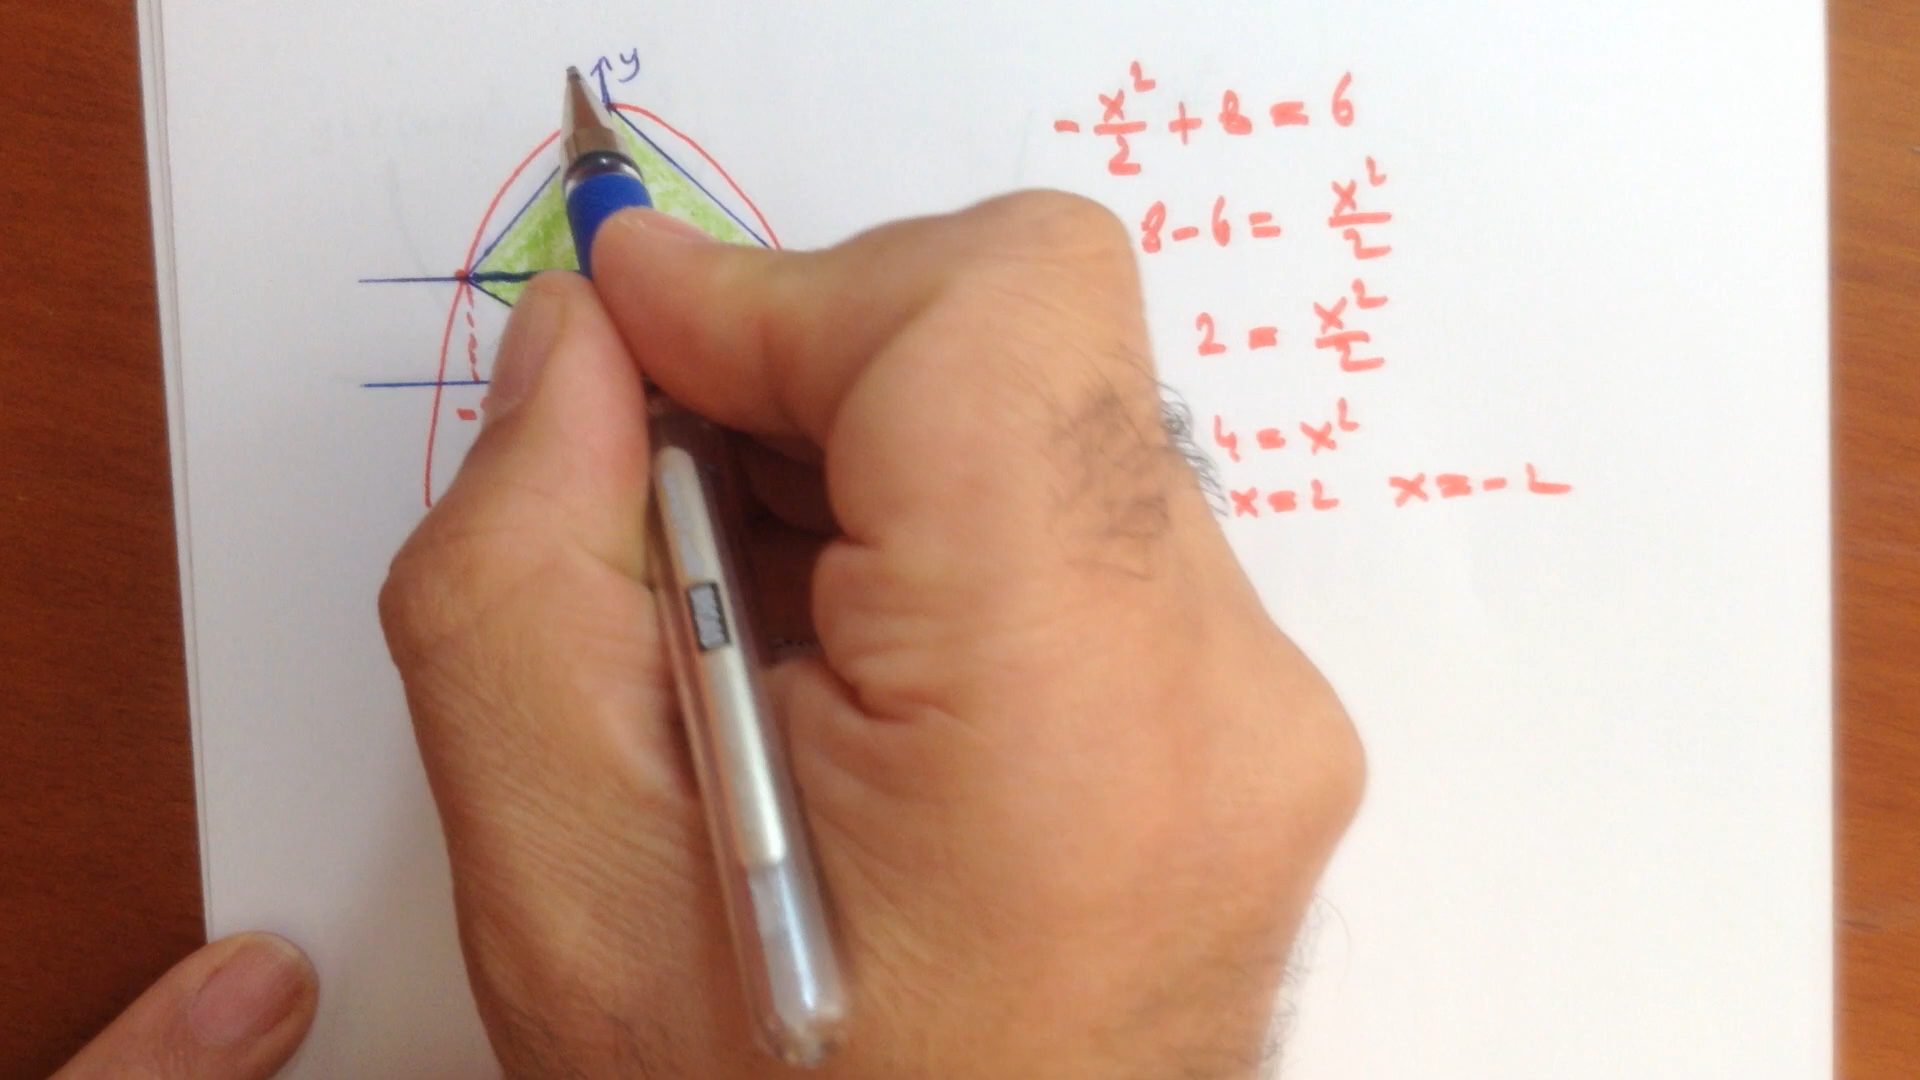 y
-x²/2 + 8 = 6
8-6 = x²/2
2 = x²/2
4 = x²
x=2 x=-2
-